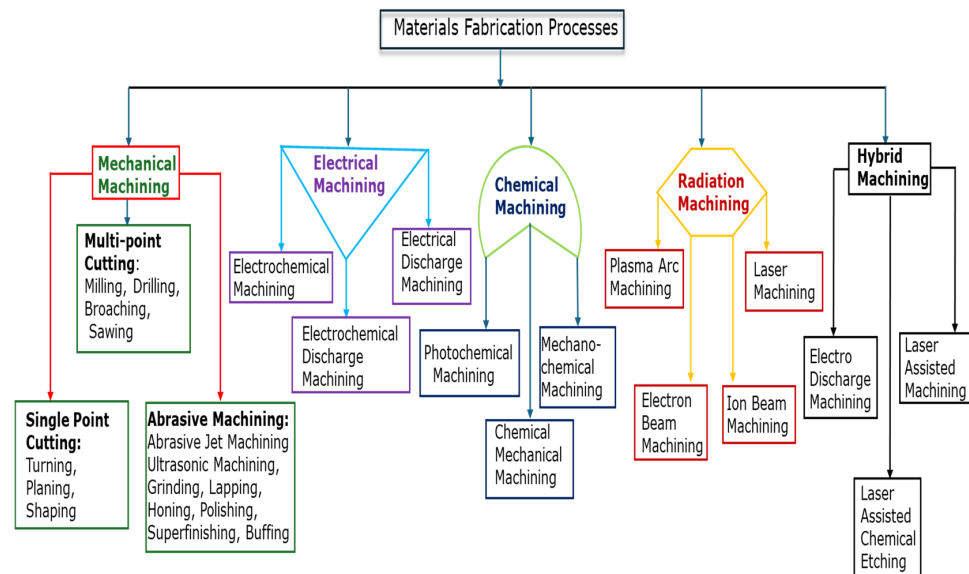 Materials Fabrication Processes
Mechanical
Machining
Electrical
Machining
Chemical
Machining
Radiation
Machining
Hybrid
Machining
Multi-point
Cutting:
Milling, Drilling,
Broaching,
Sawing
Single Point
Cutting:
Turning,
Planing,
Shaping
Abrasive Machining:
Abrasive Jet Machining
Ultrasonic Machining,
Grinding, Lapping,
Honing, Polishing,
Superfinishing, Buffing
Electrochemical
Machining
Electrochemical
Discharge
Machining
Electrical
Discharge
Machining
Photochemical
Machining
Chemical
Mechanical
Machining
Mechano-
chemical
Machining
Plasma Arc
Machining
Electron
Beam
Machining
Ion Beam
Machining
Laser
Machining
Electro
Discharge
Machining
Laser
Assisted
Chemical
Etching
Laser
Assisted
Machining